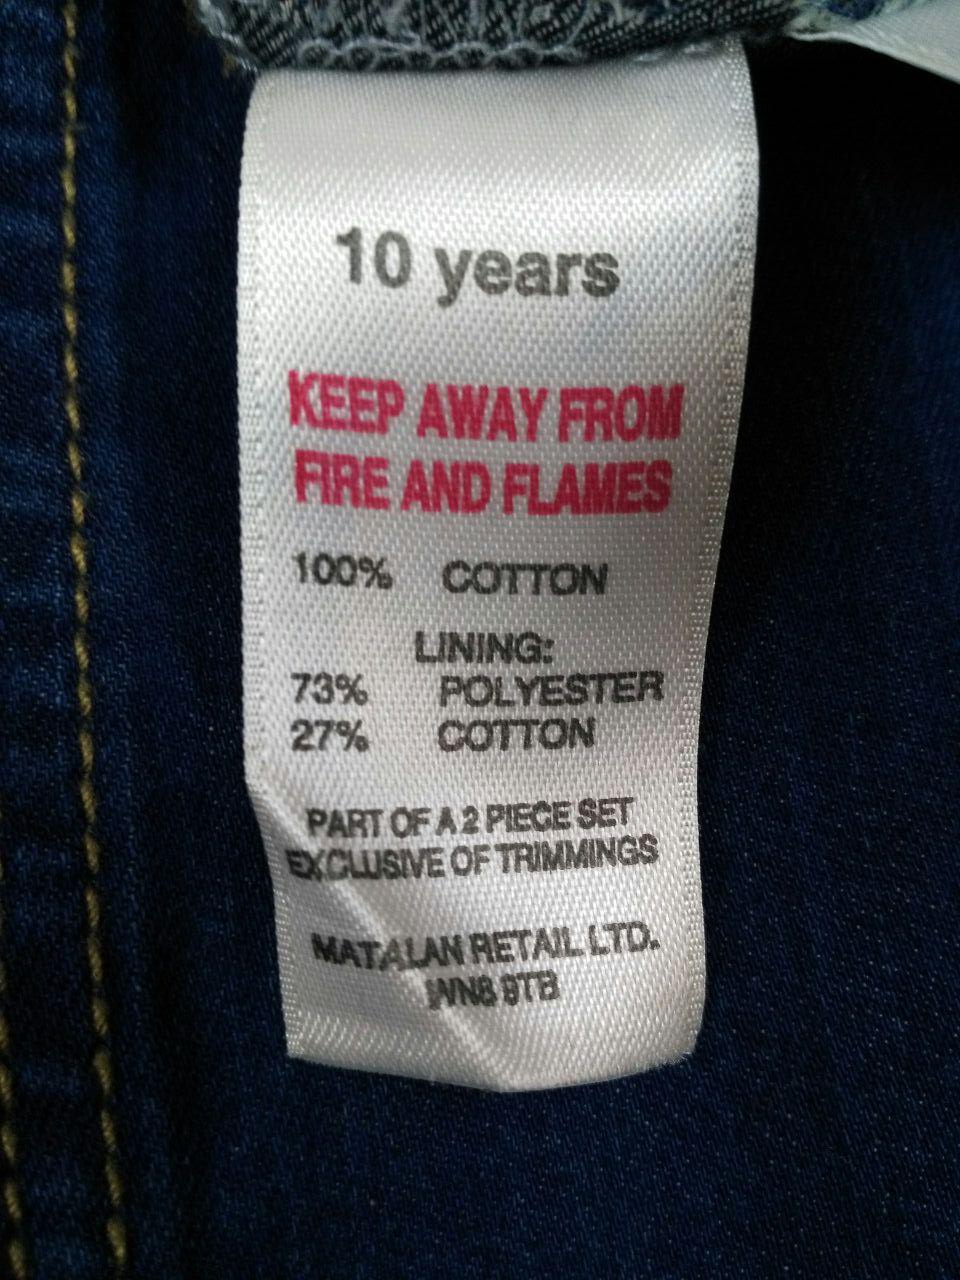 10 years
KEEP AWAY FROM
FIRE AND FLAMES
100% COTTON
LINING:
73% POLYESTER
27% COTTON
PART OF A 2 PIECE SET
EXCLUSIVE OF TRIMMINGS
MATALAN RETAIL LTD.
WN8 9TB